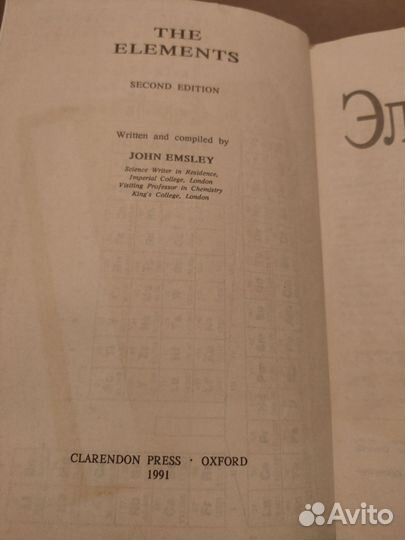 THE
ELEMENTS
SECOND EDITION
Written and compiled by
JOHN EMSLEY
Science Writer in Residence,
Imperial College, London
Visiting Professor in Chemistry
King's College, London
CLARENDON PRESS · OXFORD
1991
Эл
Avito